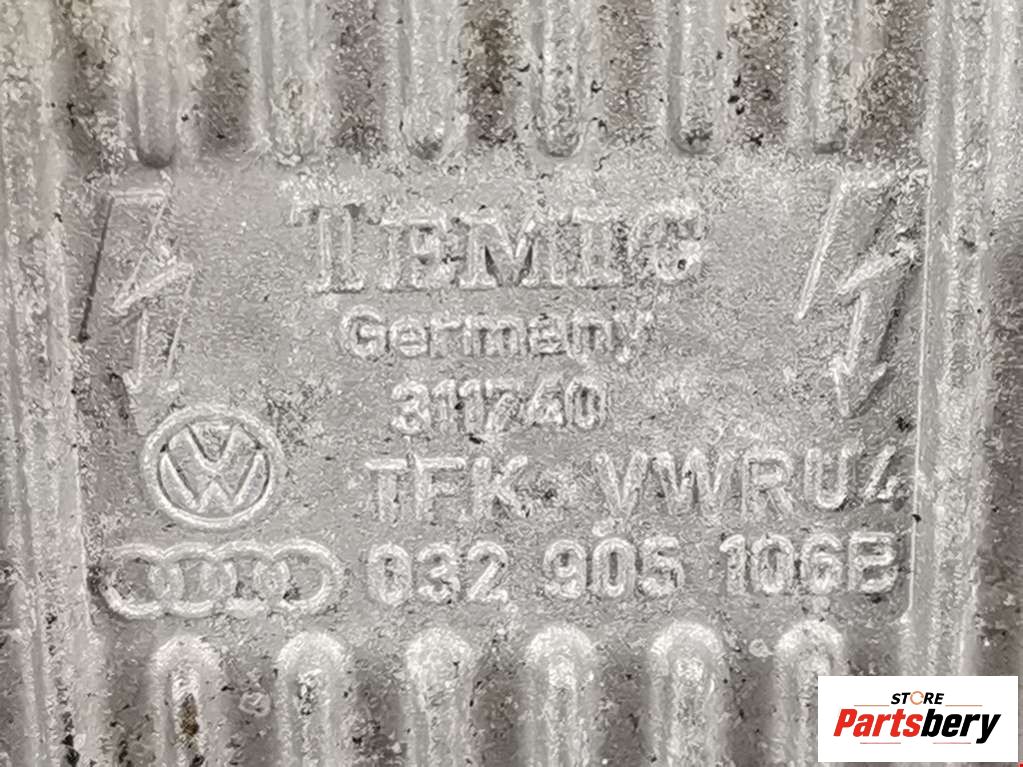 TEMIC
Germany
311740
TFK·VWRU4
032 905 106B
STORE
Partsbery